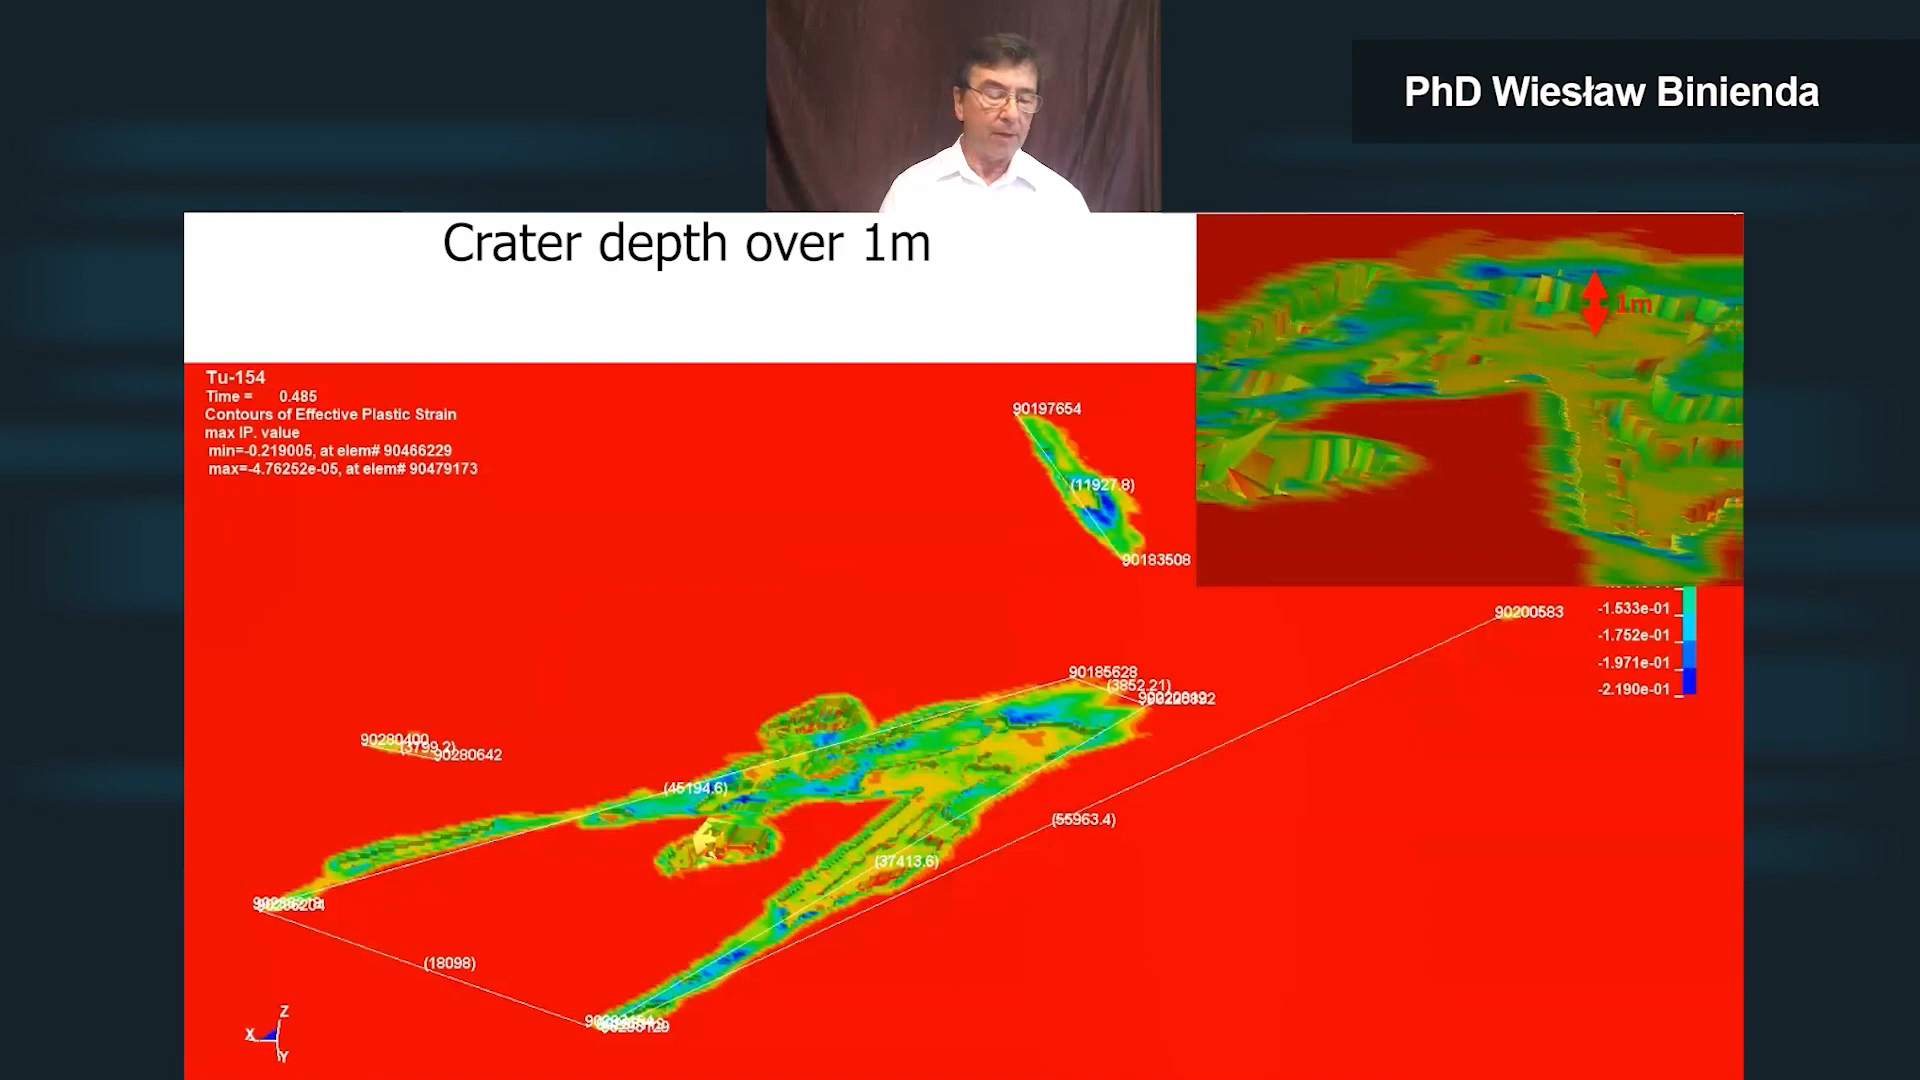 PhD Wiesław Binienda
Crater depth over 1m
1m
Tu-154
Time = 0.485
Contours of Effective Plastic Strain
max IP. value
min=-0.219005, at elem# 90466229
max=-4.76252e-05, at elem# 90479173
90197654
(11927.8)
90183508
90200583
-1.533e-01
-1.752e-01
-1.971e-01
-2.190e-01
90185628
(3852.21)
90280400
(3799.2)
90280642
(45194.6)
(55963.4)
(37413.6)
(18098)
Z
X
Y